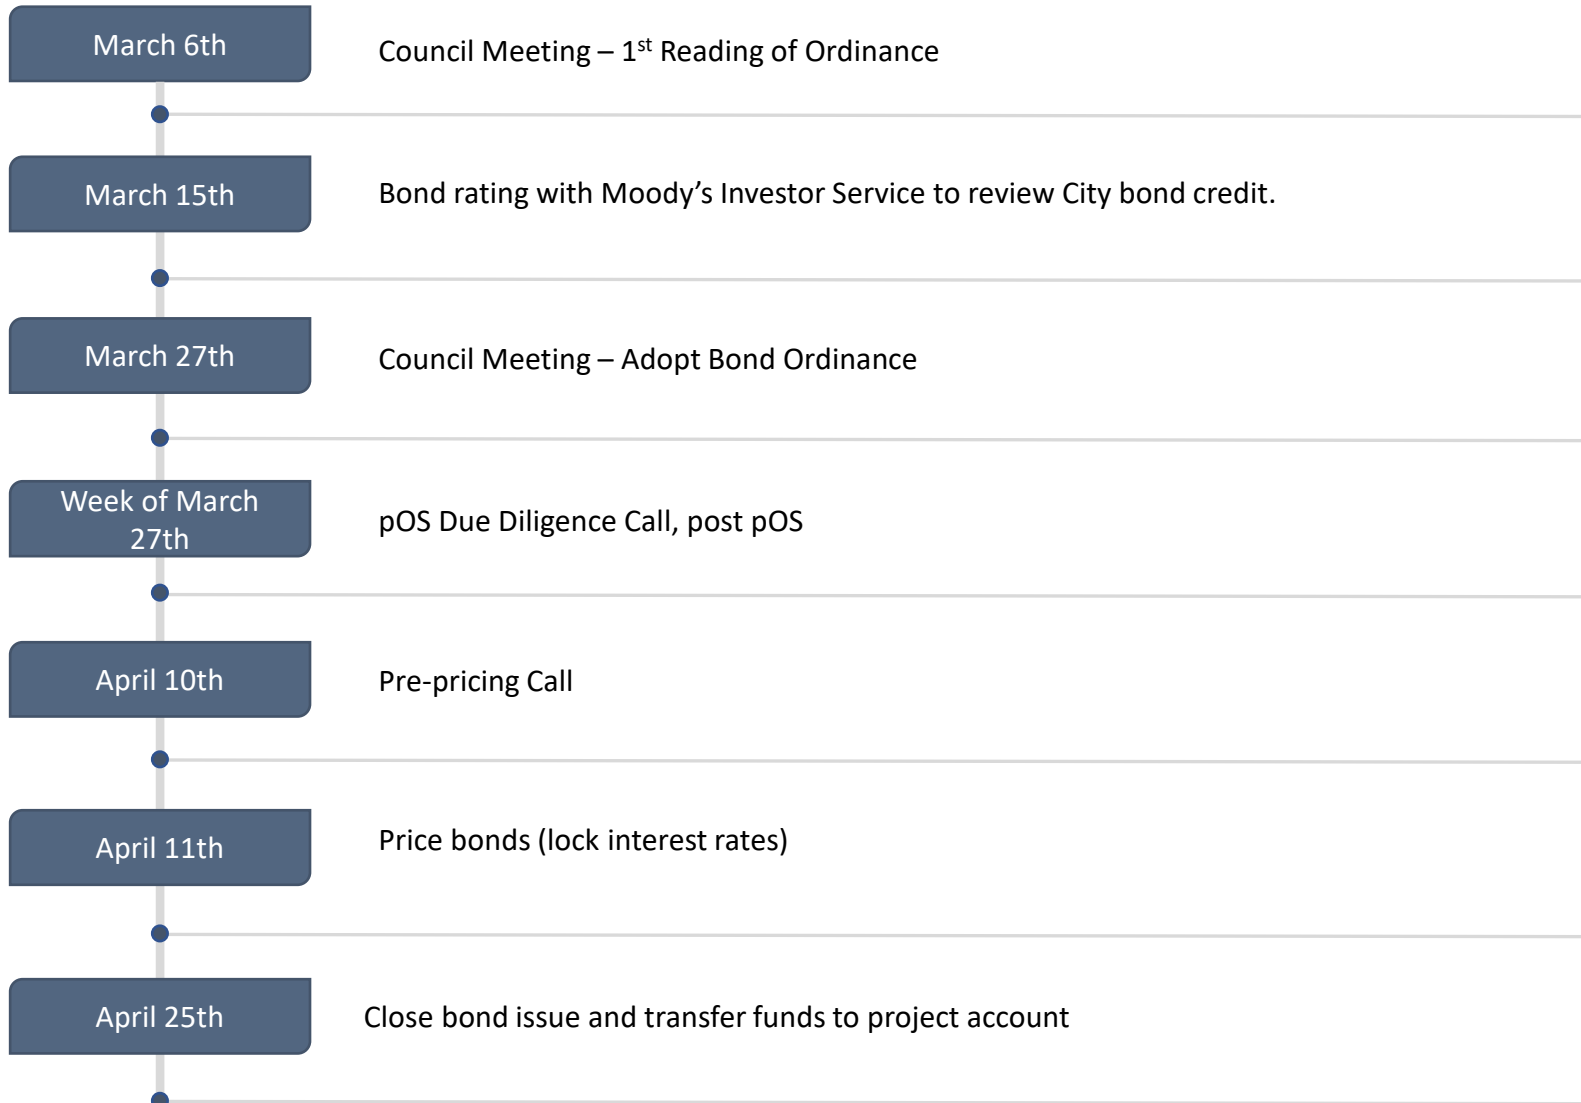 March 6th
Council Meeting – 1st Reading of Ordinance
March 15th
Bond rating with Moody’s Investor Service to review City bond credit.
March 27th
Council Meeting – Adopt Bond Ordinance
Week of March
27th
pOS Due Diligence Call, post pOS
April 10th
Pre-pricing Call
April 11th
Price bonds (lock interest rates)
April 25th
Close bond issue and transfer funds to project account